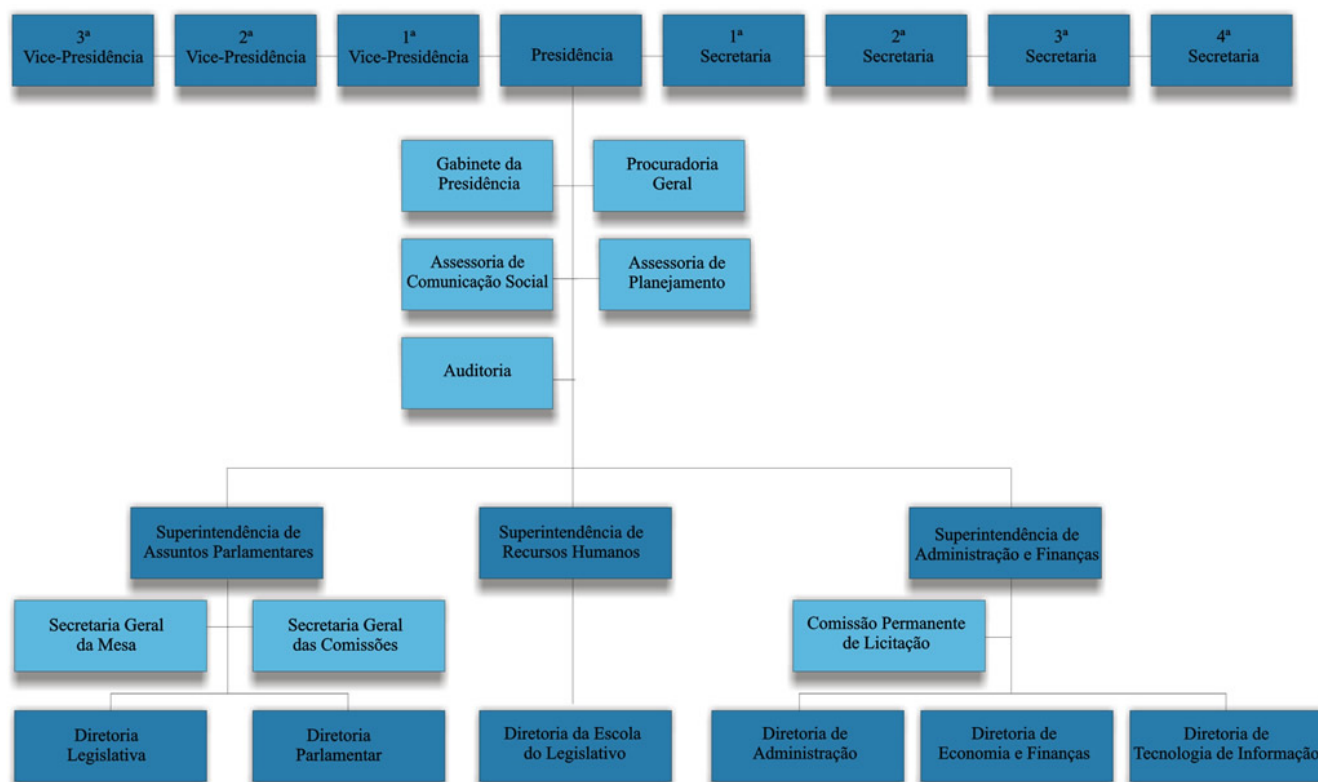 3ª
Vice-Presidência
2ª
Vice-Presidência
1ª
Vice-Presidência
Presidência
1ª
Secretaria
2ª
Secretaria
3ª
Secretaria
4ª
Secretaria
Gabinete da
Presidência
Procuradoria
Geral
Assessoria de
Comunicação Social
Assessoria de
Planejamento
Auditoria
Superintendência de
Assuntos Parlamentares
Superintendência de
Recursos Humanos
Superintendência de
Administração e Finanças
Secretaria Geral
da Mesa
Secretaria Geral
das Comissões
Comissão Permanente
de Licitação
Diretoria
Legislativa
Diretoria
Parlamentar
Diretoria da Escola
do Legislativo
Diretoria de
Administração
Diretoria de
Economia e Finanças
Diretoria de
Tecnologia de Informação